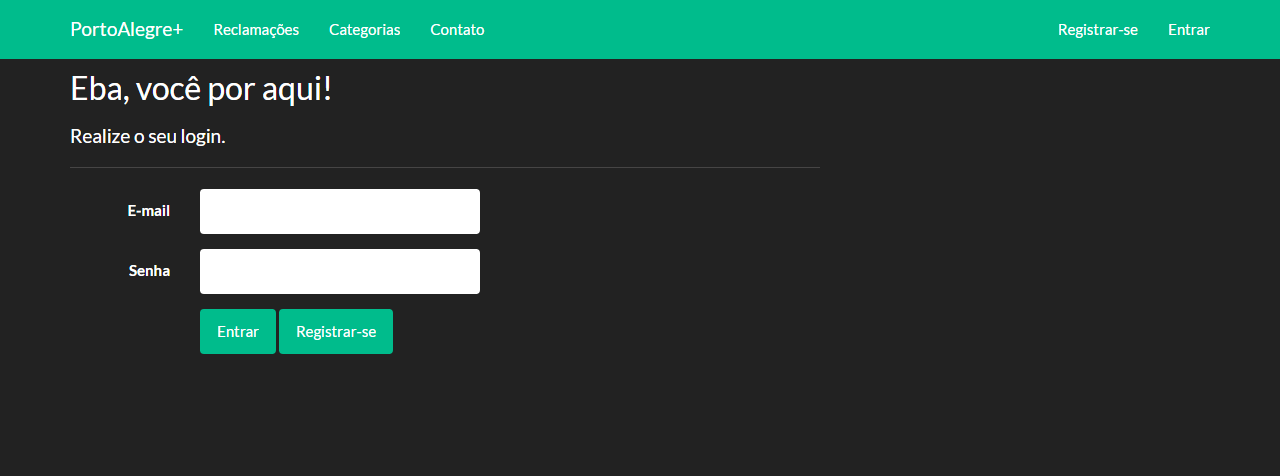 PortoAlegre+ Reclamações Categorias Contato Registrar-se Entrar
Eba, você por aqui!
Realize o seu login.
E-mail
Senha
Entrar Registrar-se